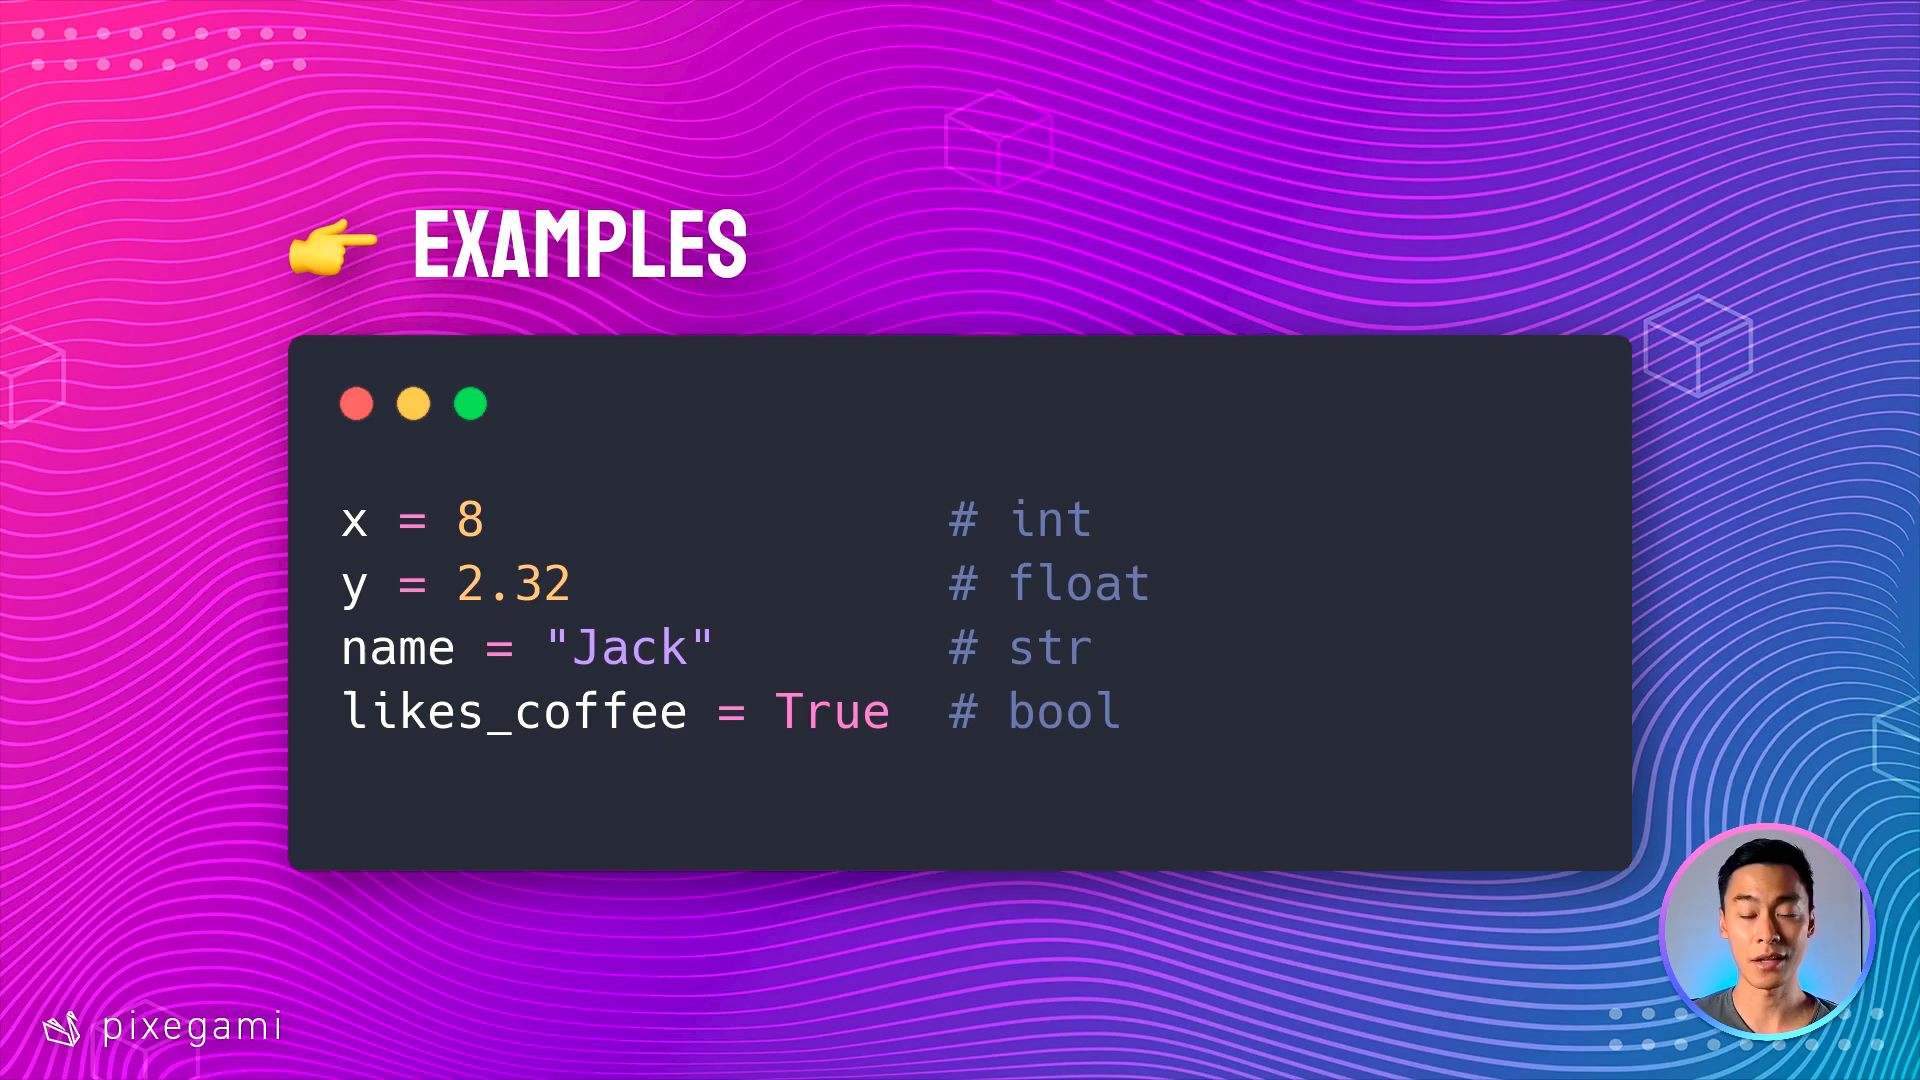 👉 EXAMPLES
x = 8 # int
y = 2.32 # float
name = "Jack" # str
likes_coffee = True # bool
pixegami